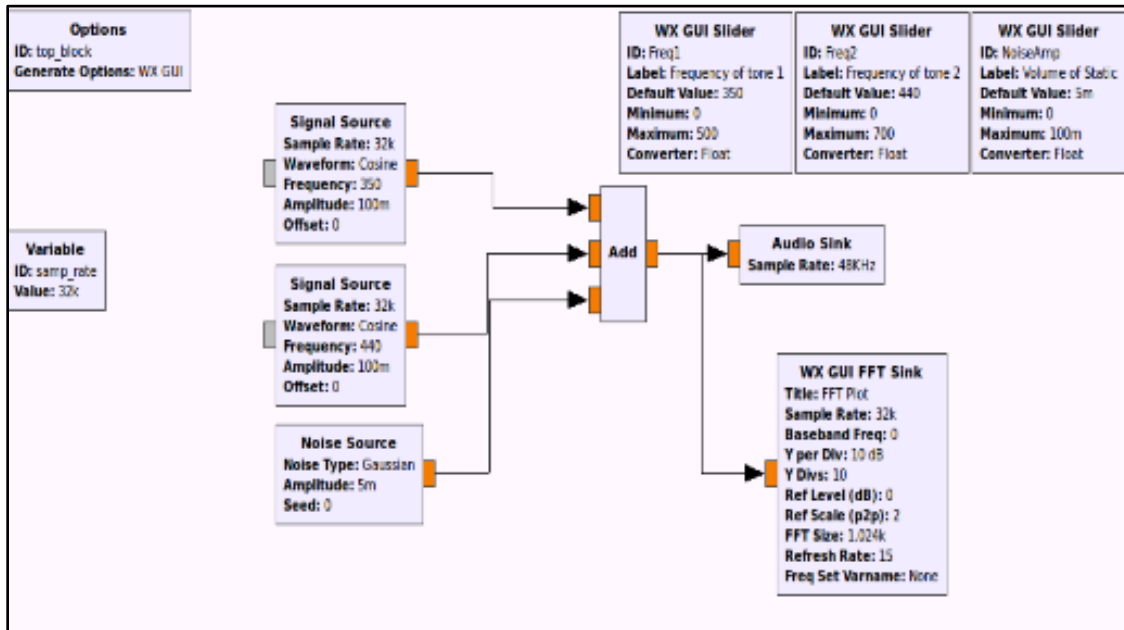 Options
ID: top_block
Generate Options: WX GUI
WX GUI Slider
ID: Freq1
Label: Frequency of tone 1
Default Value: 350
Minimum: 0
Maximum: 500
Converter: Float
WX GUI Slider
ID: Freq2
Label: Frequency of tone 2
Default Value: 440
Minimum: 0
Maximum: 700
Converter: Float
WX GUI Slider
ID: NoiseAmp
Label: Volume of Static
Default Value: 5m
Minimum: 0
Maximum: 100m
Converter: Float
Signal Source
Sample Rate: 32k
Waveform: Cosine
Frequency: 350
Amplitude: 100m
Offset: 0
Variable
ID: samp_rate
Value: 32k
Signal Source
Sample Rate: 32k
Waveform: Cosine
Frequency: 440
Amplitude: 100m
Offset: 0
Noise Source
Noise Type: Gaussian
Amplitude: 5m
Seed: 0
Add
Audio Sink
Sample Rate: 48KHz
WX GUI FFT Sink
Title: FFT Plot
Sample Rate: 32k
Baseband Freq: 0
Y per Div: 10 dB
Y Divs: 10
Ref Level (dB): 0
Ref Scale (p2p): 2
FFT Size: 1.024k
Refresh Rate: 15
Freq Set Varname: None